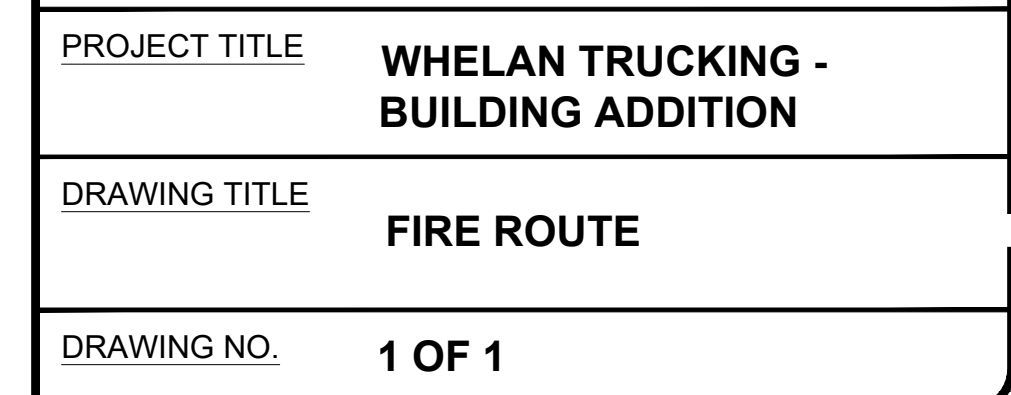 PROJECT TITLE
WHELAN TRUCKING -
BUILDING ADDITION
DRAWING TITLE
FIRE ROUTE
DRAWING NO.
1 OF 1